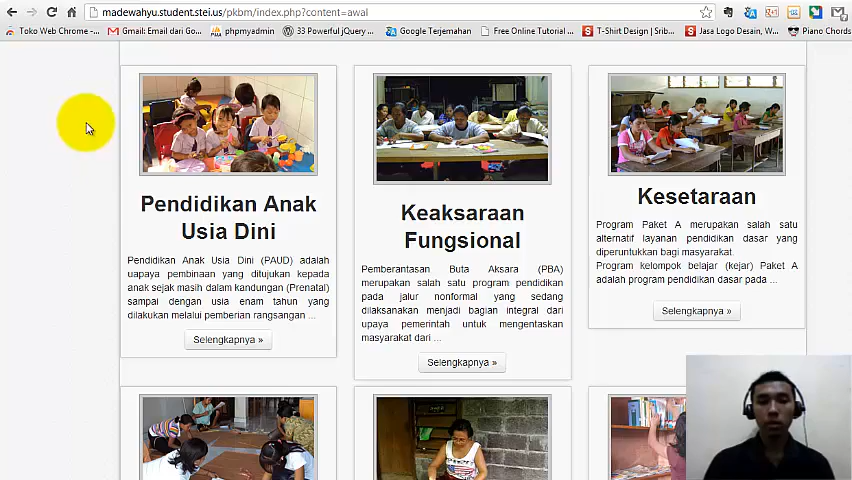 madewahyu.student.stei.us/pkbm/index.php?content=awal
Toko Web Chrome -...
Gmail: Email dari G...
phpmyadmin
33 Powerful jQuery ...
Google Terjemahan
Free Online Tutorial ...
T-Shirt Design | Srib...
Jasa Logo Desain, W...
Piano Chords
Pendidikan Anak
Usia Dini
Pendidikan Anak Usia Dini (PAUD) adalah
uapaya pembinaan yang ditujukan kepada
anak sejak masih dalam kandungan (Prenatal)
sampai dengan usia enam tahun yang
dilakukan melalui pemberian rangsangan ...
Selengkapnya »
Keaksaraan
Fungsional
Pemberantasan Buta Aksara (PBA)
merupakan salah satu program pendidikan
pada jalur nonformal yang sedang
dilaksanakan menjadi bagian integral dari
upaya pemerintah untuk mengentaskan
masyarakat dari ...
Selengkapnya »
Kesetaraan
Program Paket A merupakan salah satu
alternatif layanan pendidikan dasar yang
diperuntukkan bagi masyarakat.
Program kelompok belajar (kejar) Paket A
adalah program pendidikan dasar pada ...
Selengkapnya »